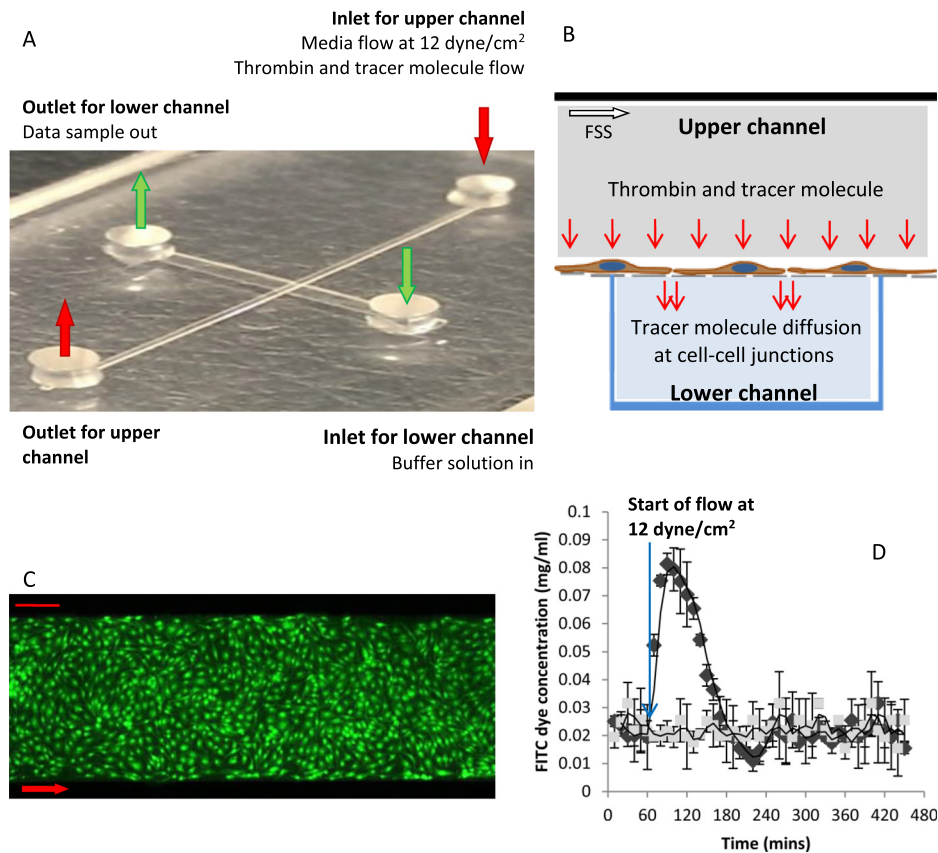 A
Inlet for upper channel
Media flow at 12 dyne/cm²
Thrombin and tracer molecule flow
Outlet for lower channel
Data sample out
Outlet for upper
channel
Inlet for lower channel
Buffer solution in
B
FSS
Upper channel
Thrombin and tracer molecule
Tracer molecule diffusion
at cell-cell junctions
Lower channel
C
Start of flow at
12 dyne/cm²
D
FITC dye concentration (mg/ml)
0.1
0.09
0.08
0.07
0.06
0.05
0.04
0.03
0.02
0.01
0
0 60 120 180 240 300 360 420 480
Time (mins)